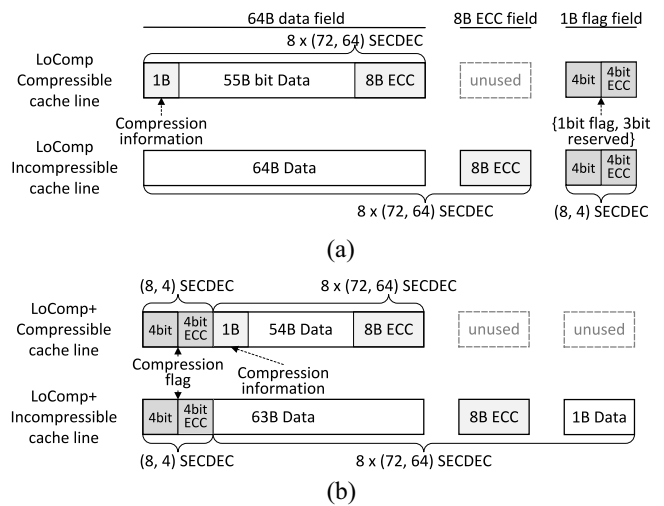 64B data field 8B ECC field 1B flag field
8 x (72, 64) SECDEC
LoComp
Compressible
cache line
1B 55B bit Data 8B ECC unused 4bit 4bit
ECC
Compression
information
{1bit flag, 3bit
reserved}
LoComp
Incompressible
cache line
64B Data 8B ECC 4bit 4bit
ECC
8 x (72, 64) SECDEC (8, 4) SECDEC
(a)
(8, 4) SECDEC 8 x (72, 64) SECDEC
LoComp+
Compressible
cache line
4bit 4bit
ECC 1B 54B Data 8B ECC unused unused
Compression
flag
Compression
information
LoComp+
Incompressible
cache line
4bit 4bit
ECC 63B Data 8B ECC 1B Data
(8, 4) SECDEC 8 x (72, 64) SECDEC
(b)